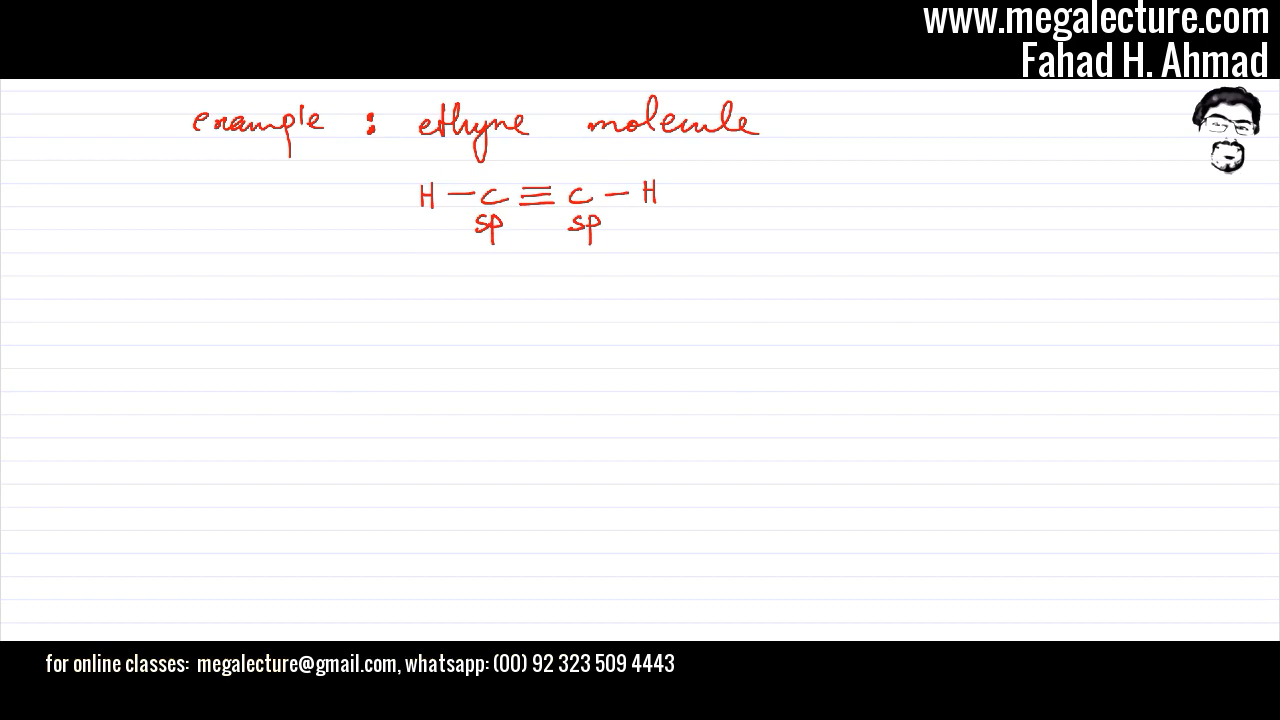 www.megalecture.com
Fahad H. Ahmad
example : ethyne molecule
H - C ≡ C - H
sp sp
for online classes: megalecture@gmail.com, whatsapp: (00) 92 323 509 4443